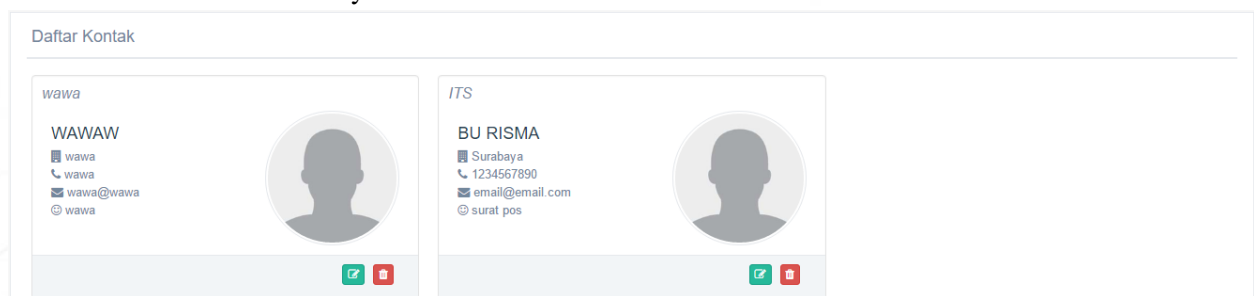 Daftar Kontak
wawa
WAWAW
wawa
wawa
wawa@wawa
wawa
ITS
BU RISMA
Surabaya
1234567890
email@email.com
surat pos